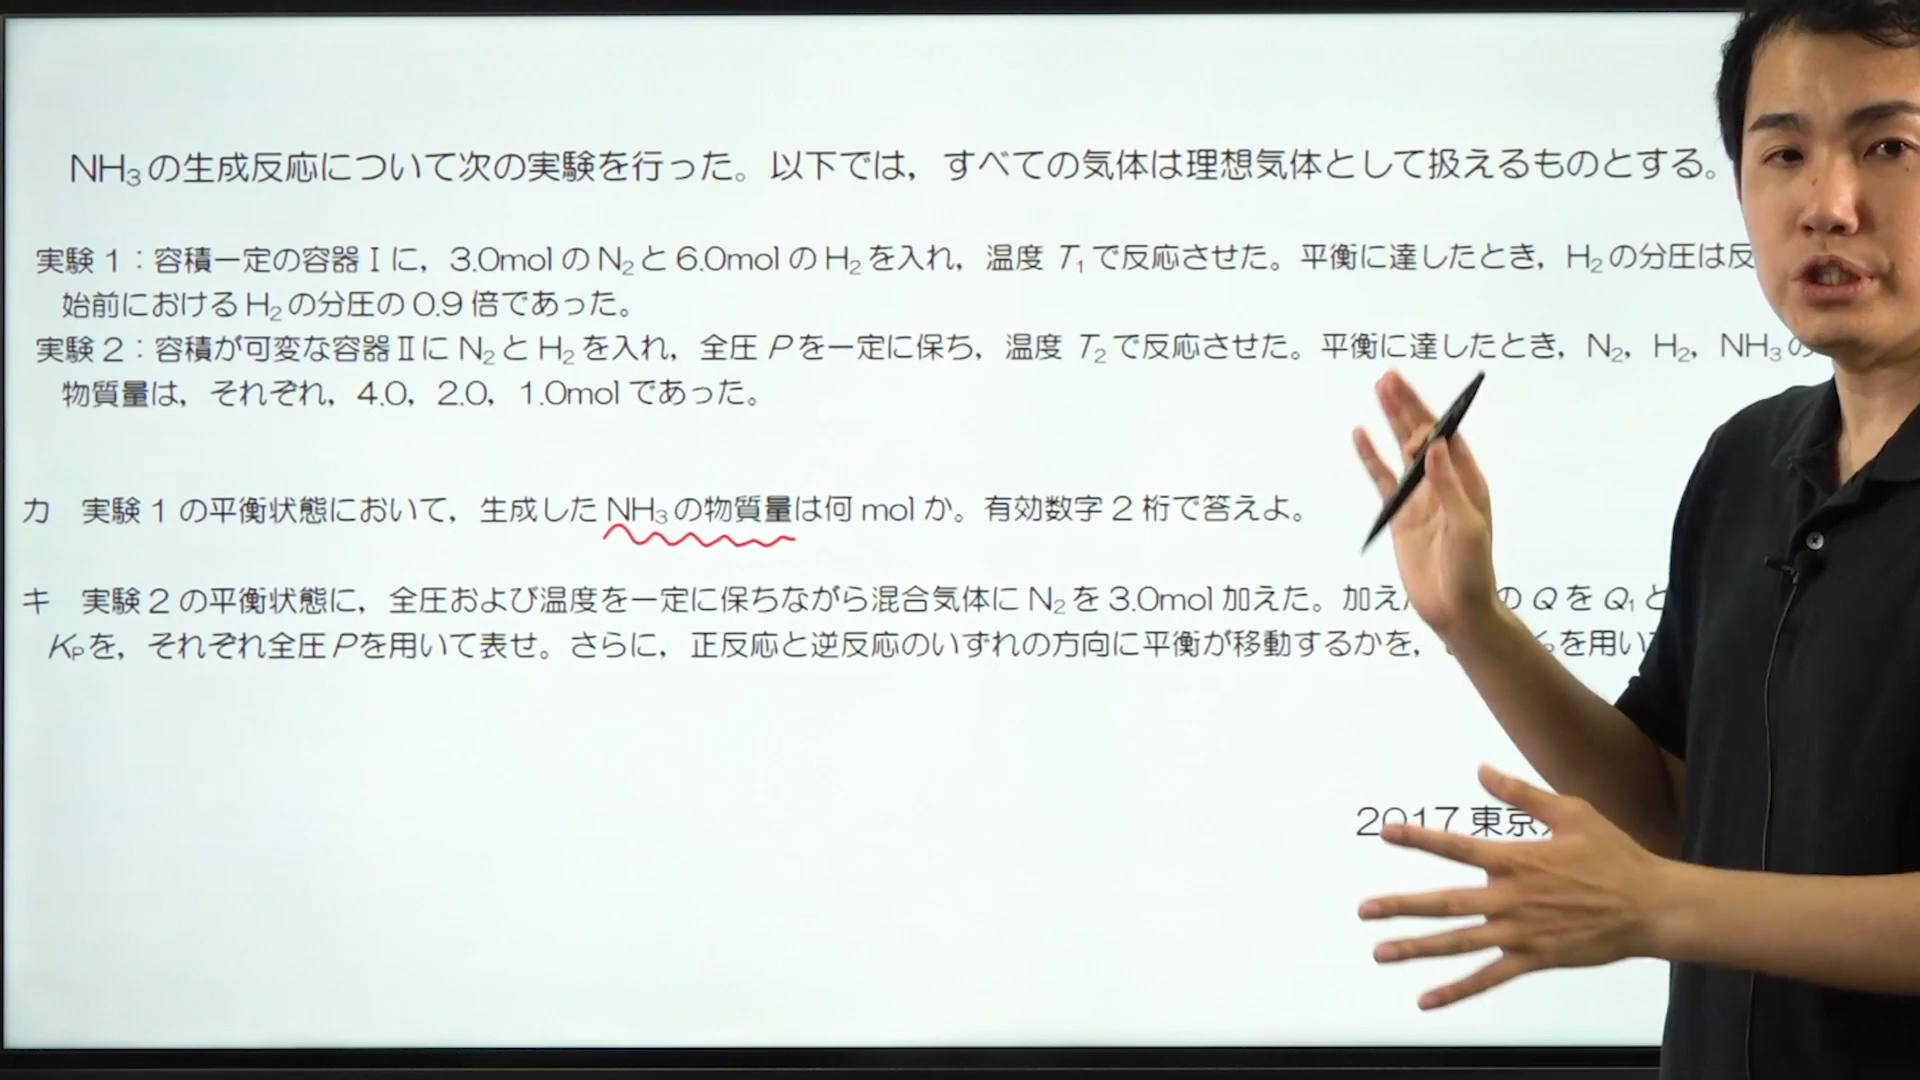 NH₃の生成反応について次の実験を行った。以下では，すべての気体は理想気体として扱えるものとする。
実験1：容積一定の容器Ⅰに，3.0molのN₂と6.0molのH₂を入れ，温度 T₁で反応させた。平衡に達したとき，H₂の分圧は反
始前におけるH₂の分圧の0.9倍であった。
実験2：容積が可変な容器ⅡにN₂とH₂を入れ，全圧Pを一定に保ち，温度 T₂で反応させた。平衡に達したとき，N₂，H₂，NH₃の
物質量は，それぞれ，4.0，2.0，1.0molであった。
カ　実験1の平衡状態において，生成したNH₃の物質量は何molか。有効数字2桁で答えよ。
キ　実験2の平衡状態に，全圧および温度を一定に保ちながら混合気体にN₂を3.0mol加えた。加え のQをQ₁と
KPを，それぞれ全圧Pを用いて表せ。さらに，正反応と逆反応のいずれの方向に平衡が移動するかを， を用い
2017 東京